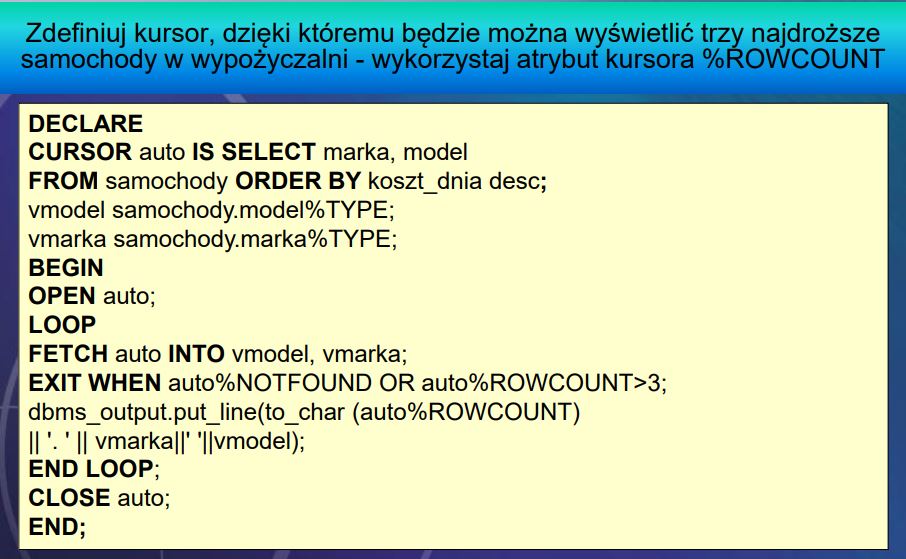 Zdefiniuj kursor, dzięki któremu będzie można wyświetlić trzy najdroższe
samochody w wypożyczalni - wykorzystaj atrybut kursora %ROWCOUNT
DECLARE
CURSOR auto IS SELECT marka, model
FROM samochody ORDER BY koszt_dnia desc;
vmodel samochody.model%TYPE;
vmarka samochody.marka%TYPE;
BEGIN
OPEN auto;
LOOP
FETCH auto INTO vmodel, vmarka;
EXIT WHEN auto%NOTFOUND OR auto%ROWCOUNT>3;
dbms_output.put_line(to_char (auto%ROWCOUNT)
|| '. ' || vmarka||' '||vmodel);
END LOOP;
CLOSE auto;
END;